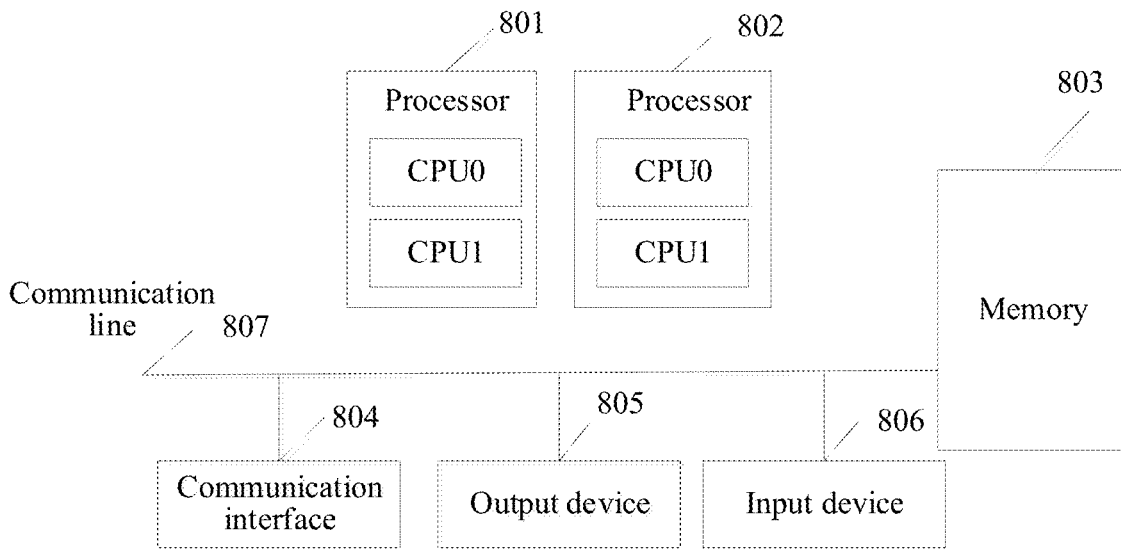 801
802
803
Processor
Processor
CPU0
CPU0
CPU1
CPU1
Communication
line
807
Memory
804
805
806
Communication
interface
Output device
Input device